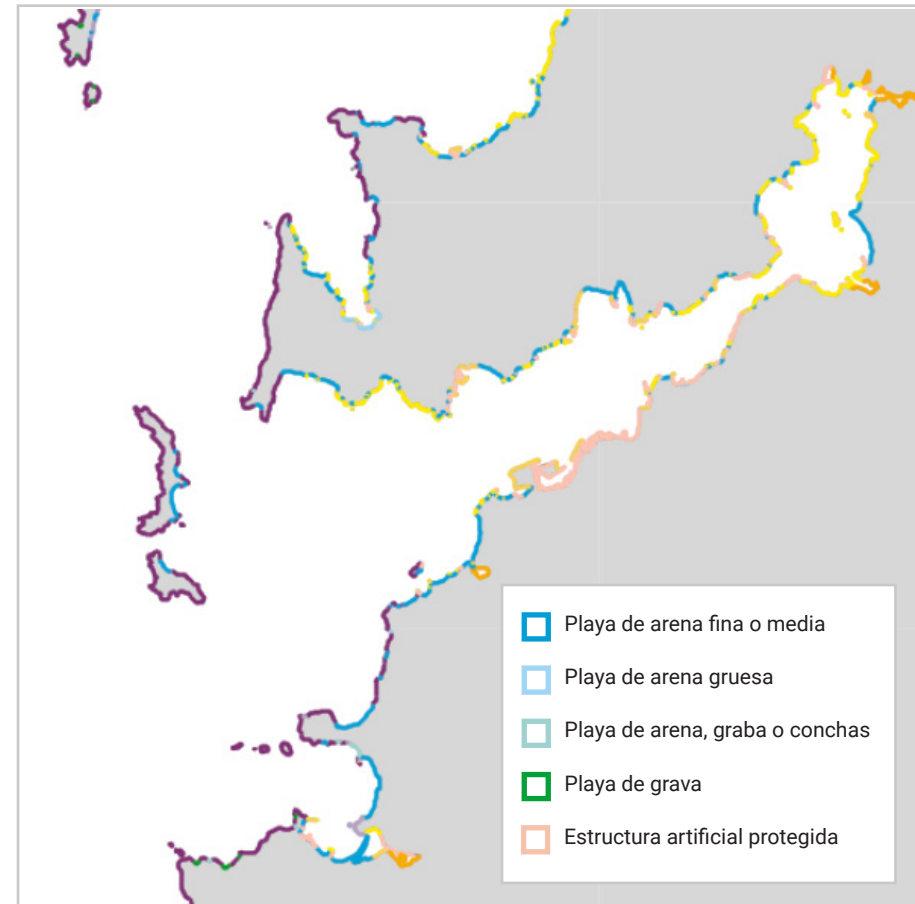 Playa de arena fina o media
Playa de arena gruesa
Playa de arena, graba o conchas
Playa de grava
Estructura artificial protegida